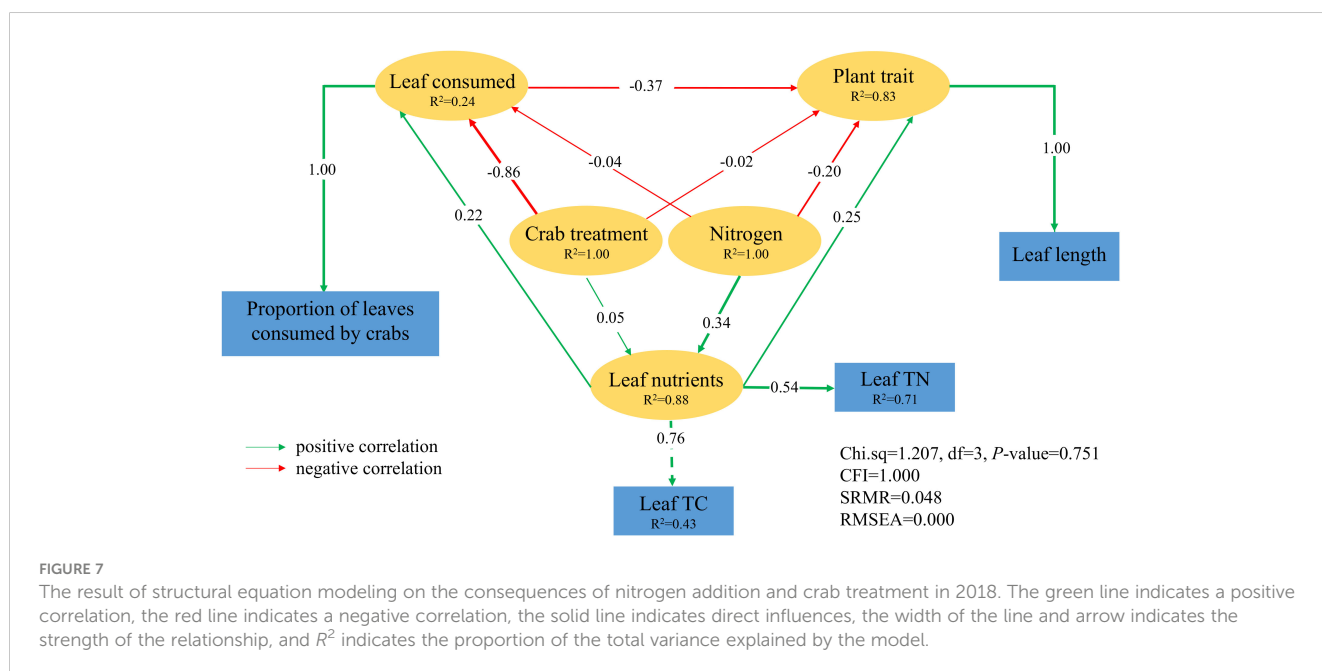 Leaf consumed
R²=0.24
-0.37
Plant trait
R²=0.83
1.00
-0.86
-0.04
-0.02
-0.20
1.00
0.22
Crab treatment
R²=1.00
Nitrogen
R²=1.00
0.25
Leaf length
Proportion of leaves
consumed by crabs
0.05
0.34
Leaf nutrients
R²=0.88
0.54
Leaf TN
R²=0.71
0.76
positive correlation
negative correlation
Leaf TC
R²=0.43
Chi.sq=1.207, df=3, P-value=0.751
CFI=1.000
SRMR=0.048
RMSEA=0.000
FIGURE 7
The result of structural equation modeling on the consequences of nitrogen addition and crab treatment in 2018. The green line indicates a positive
correlation, the red line indicates a negative correlation, the solid line indicates direct influences, the width of the line and arrow indicates the
strength of the relationship, and R² indicates the proportion of the total variance explained by the model.